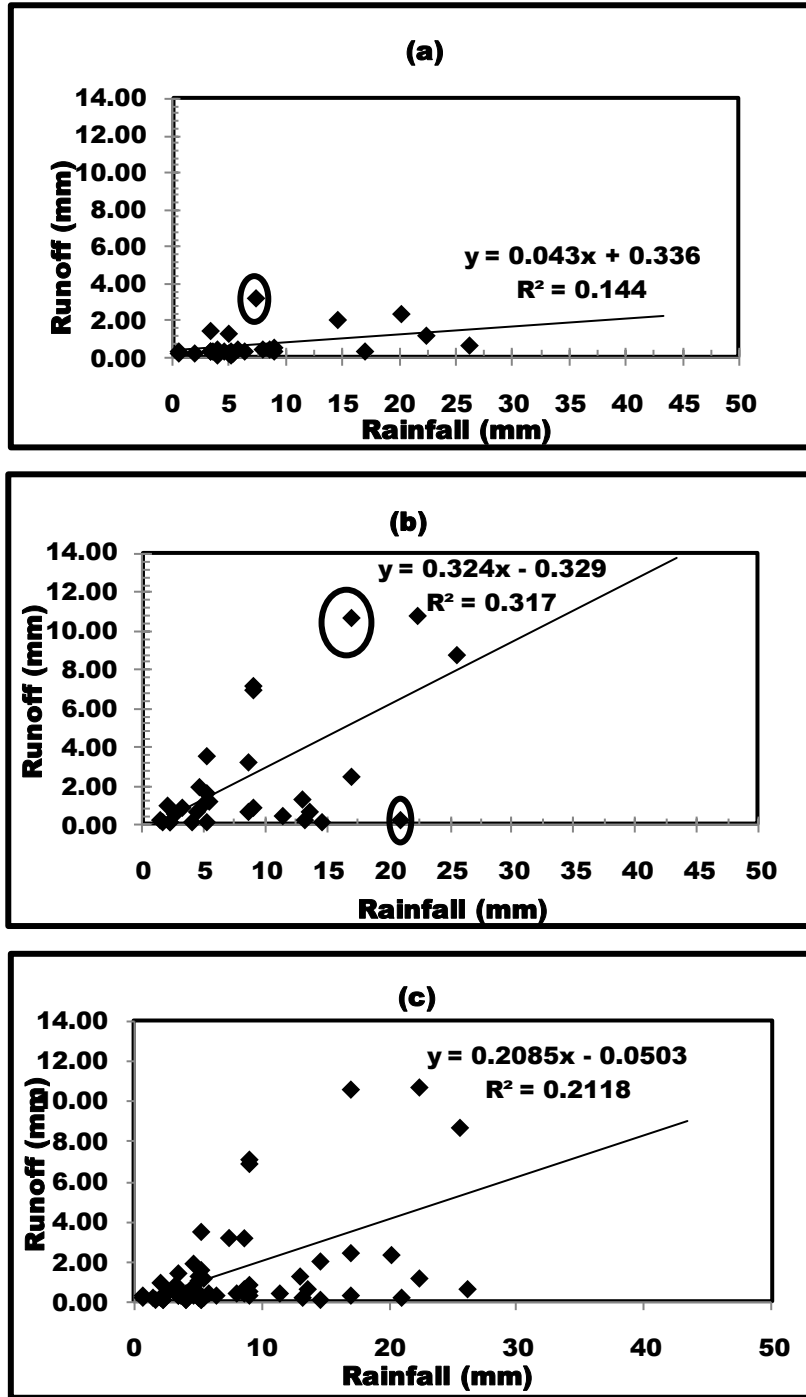 (a)
14.00
12.00
10.00
8.00
6.00
4.00
2.00
0.00
Runoff (mm)
y = 0.043x + 0.336
R² = 0.144
0 5 10 15 20 25 30 35 40 45 50
Rainfall (mm)
(b)
14.00
12.00
10.00
8.00
6.00
4.00
2.00
0.00
Runoff (mm)
y = 0.324x - 0.329
R² = 0.317
0 5 10 15 20 25 30 35 40 45 50
Rainfall (mm)
(c)
14.00
12.00
10.00
8.00
6.00
4.00
2.00
0.00
Runoff (mm)
y = 0.2085x - 0.0503
R² = 0.2118
0 10 20 30 40 50
Rainfall (mm)